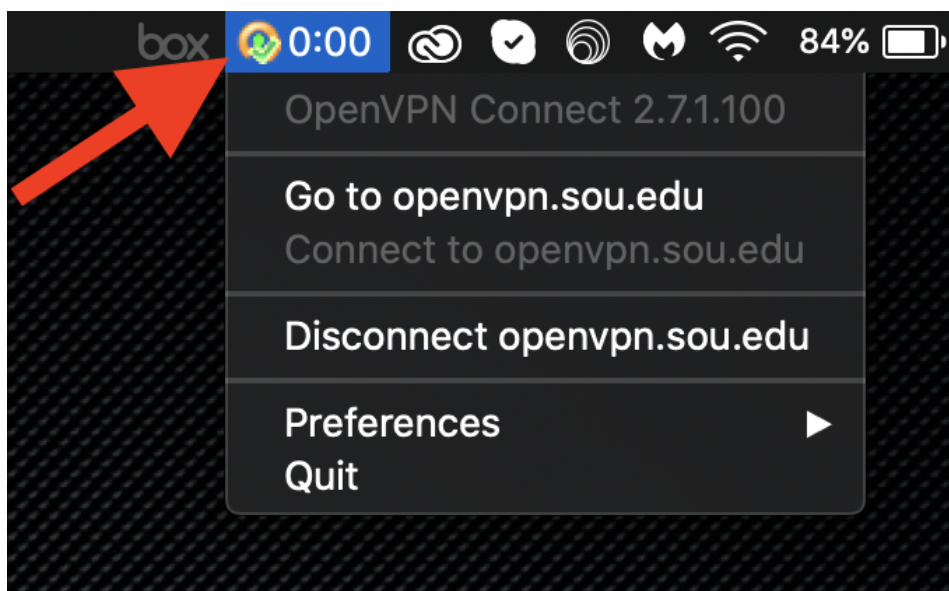 box 0:00 84%
OpenVPN Connect 2.7.1.100
Go to openvpn.sou.edu
Connect to openvpn.sou.edu
Disconnect openvpn.sou.edu
Preferences
Quit